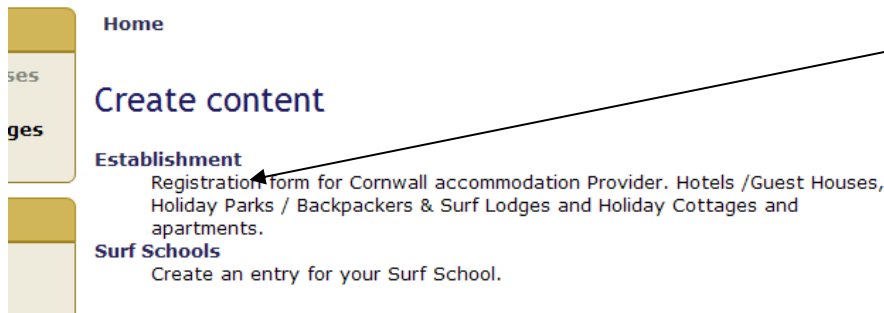 Home
ses
ges
Create content
Establishment
Registration form for Cornwall accommodation Provider. Hotels /Guest Houses,
Holiday Parks / Backpackers & Surf Lodges and Holiday Cottages and
apartments.
Surf Schools
Create an entry for your Surf School.